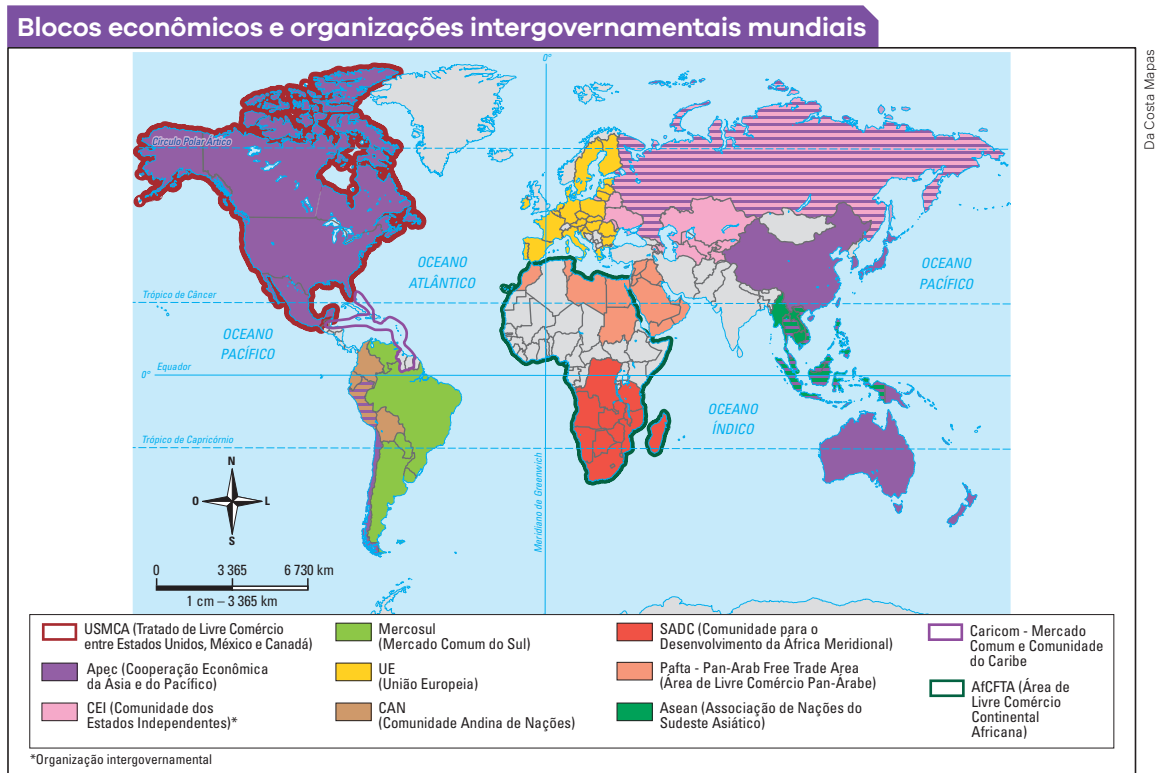 Blocos econômicos e organizações intergovernamentais mundiais
Da Costa Mapas
0°
Círculo Polar Ártico
OCEANO
ATLÂNTICO
OCEANO
PACÍFICO
Trópico de Câncer
OCEANO
PACÍFICO
0°
Equador
OCEANO
ÍNDICO
Trópico de Capricórnio
Meridiano de Greenwich
N
O
L
S
0
3 365
6 730 km
1 cm – 3 365 km
USMCA (Tratado de Livre Comércio
entre Estados Unidos, México e Canadá)
Apec (Cooperação Econômica
da Ásia e do Pacífico)
CEI (Comunidade dos
Estados Independentes)*
Mercosul
(Mercado Comum do Sul)
UE
(União Europeia)
CAN
(Comunidade Andina de Nações)
SADC (Comunidade para o
Desenvolvimento da África Meridional)
Pafta - Pan-Arab Free Trade Area
(Área de Livre Comércio Pan-Árabe)
Asean (Associação de Nações do
Sudeste Asiático)
Caricom - Mercado
Comum e Comunidade
do Caribe
AfCFTA (Área de
Livre Comércio
Continental
Africana)
*Organização intergovernamental